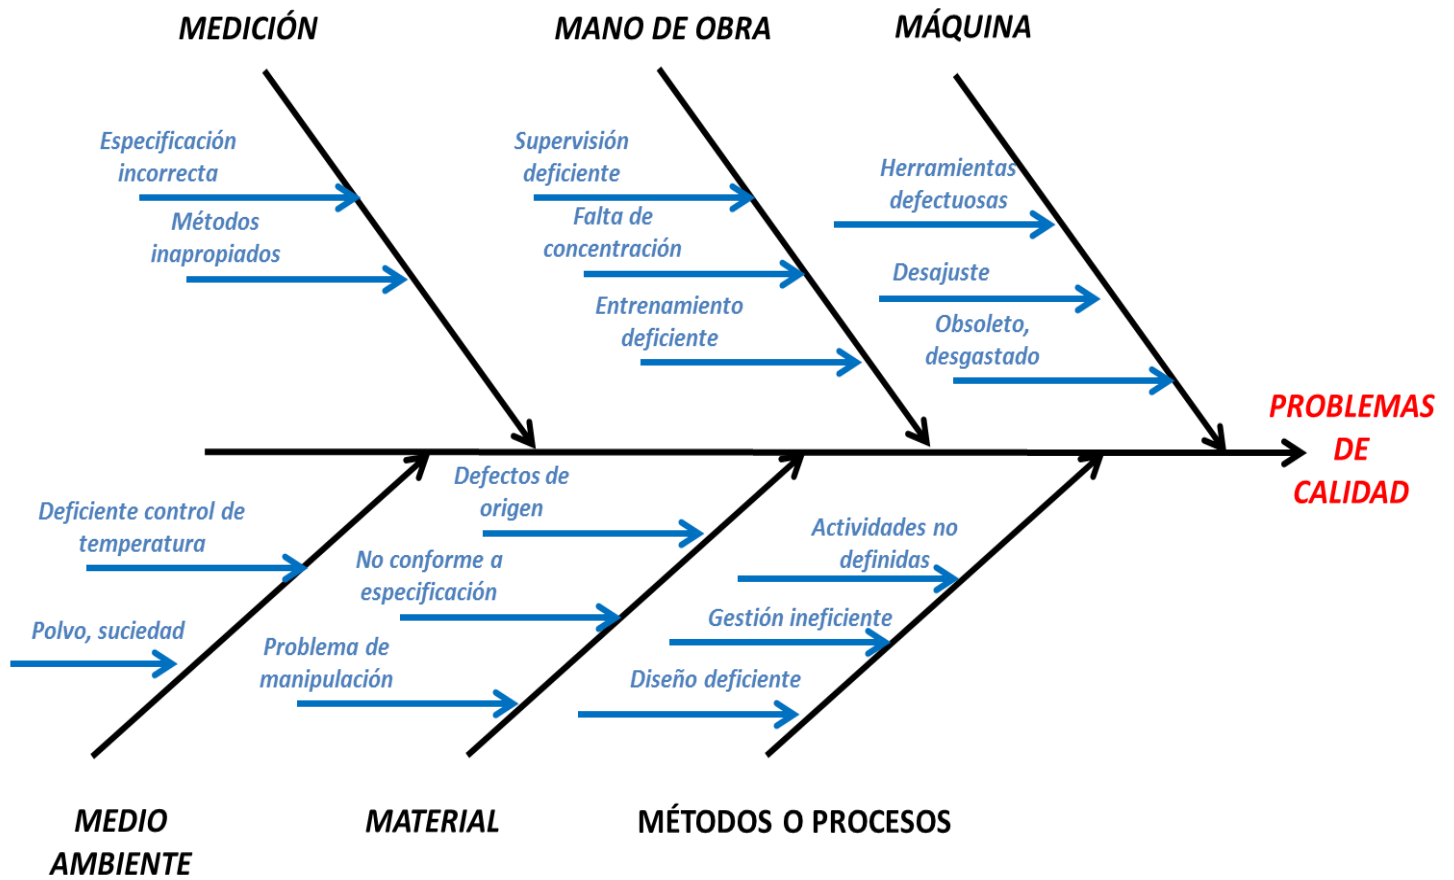 MEDICIÓN
MANO DE OBRA
MÁQUINA
Especificación
incorrecta
Métodos
inapropiados
Supervisión
deficiente
Falta de
concentración
Entrenamiento
deficiente
Herramientas
defectuosas
Desajuste
Obsoleto,
desgastado
PROBLEMAS
DE
CALIDAD
Deficiente control de
temperatura
Polvo, suciedad
Defectos de
origen
No conforme a
especificación
Problema de
manipulación
Actividades no
definidas
Gestión ineficiente
Diseño deficiente
MEDIO
AMBIENTE
MATERIAL
MÉTODOS O PROCESOS